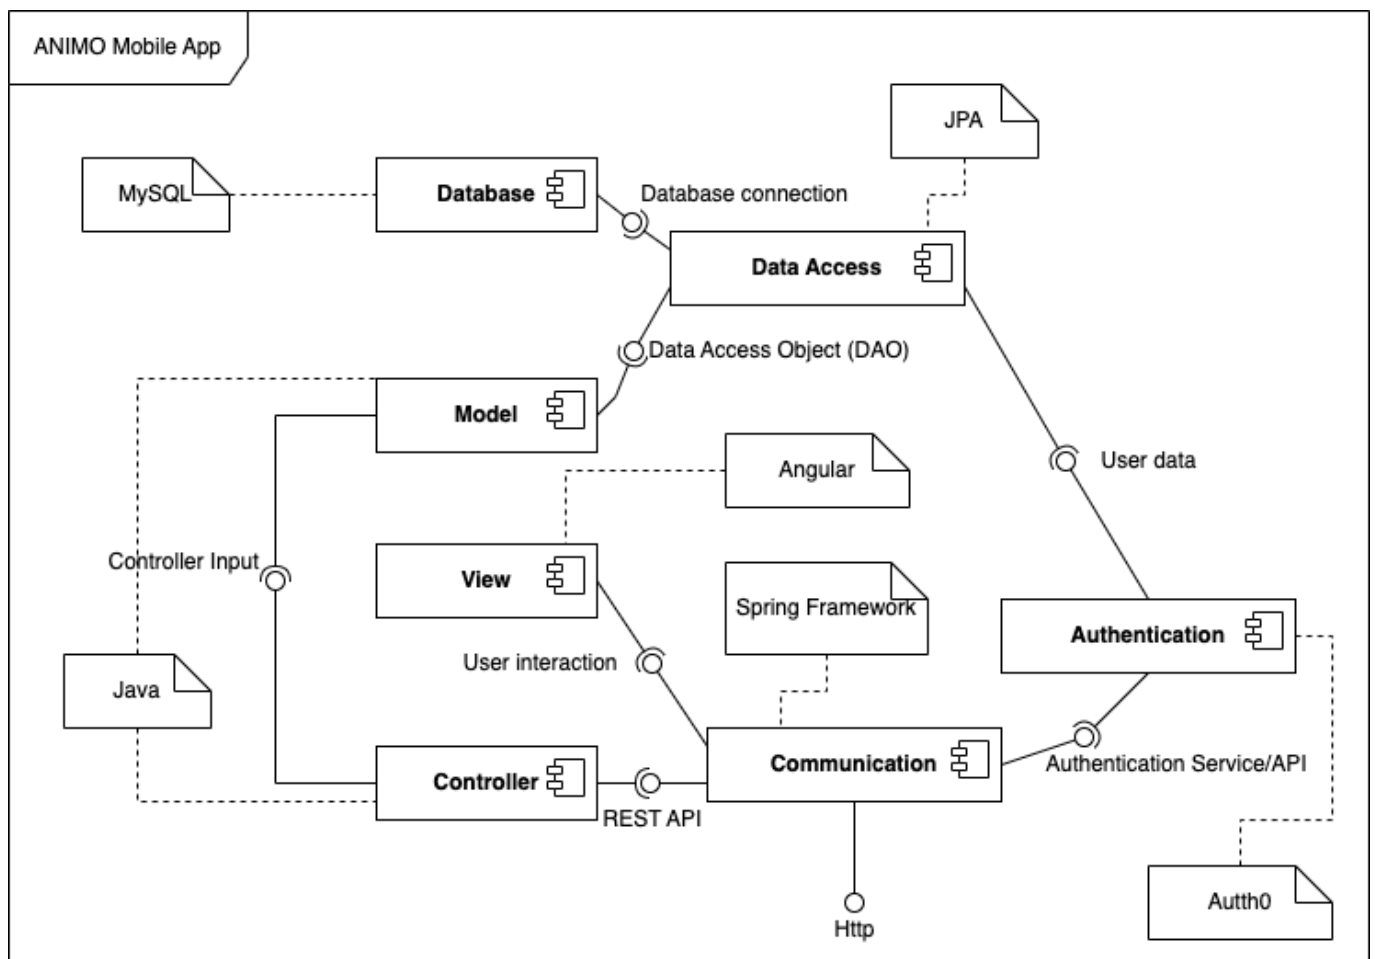 ANIMO Mobile App
JPA
MySQL
Database
Database connection
Data Access
Data Access Object (DAO)
Model
Angular
User data
Controller Input
View
Spring Framework
Authentication
User interaction
Java
Communication
Authentication Service/API
Controller
REST API
Autth0
Http